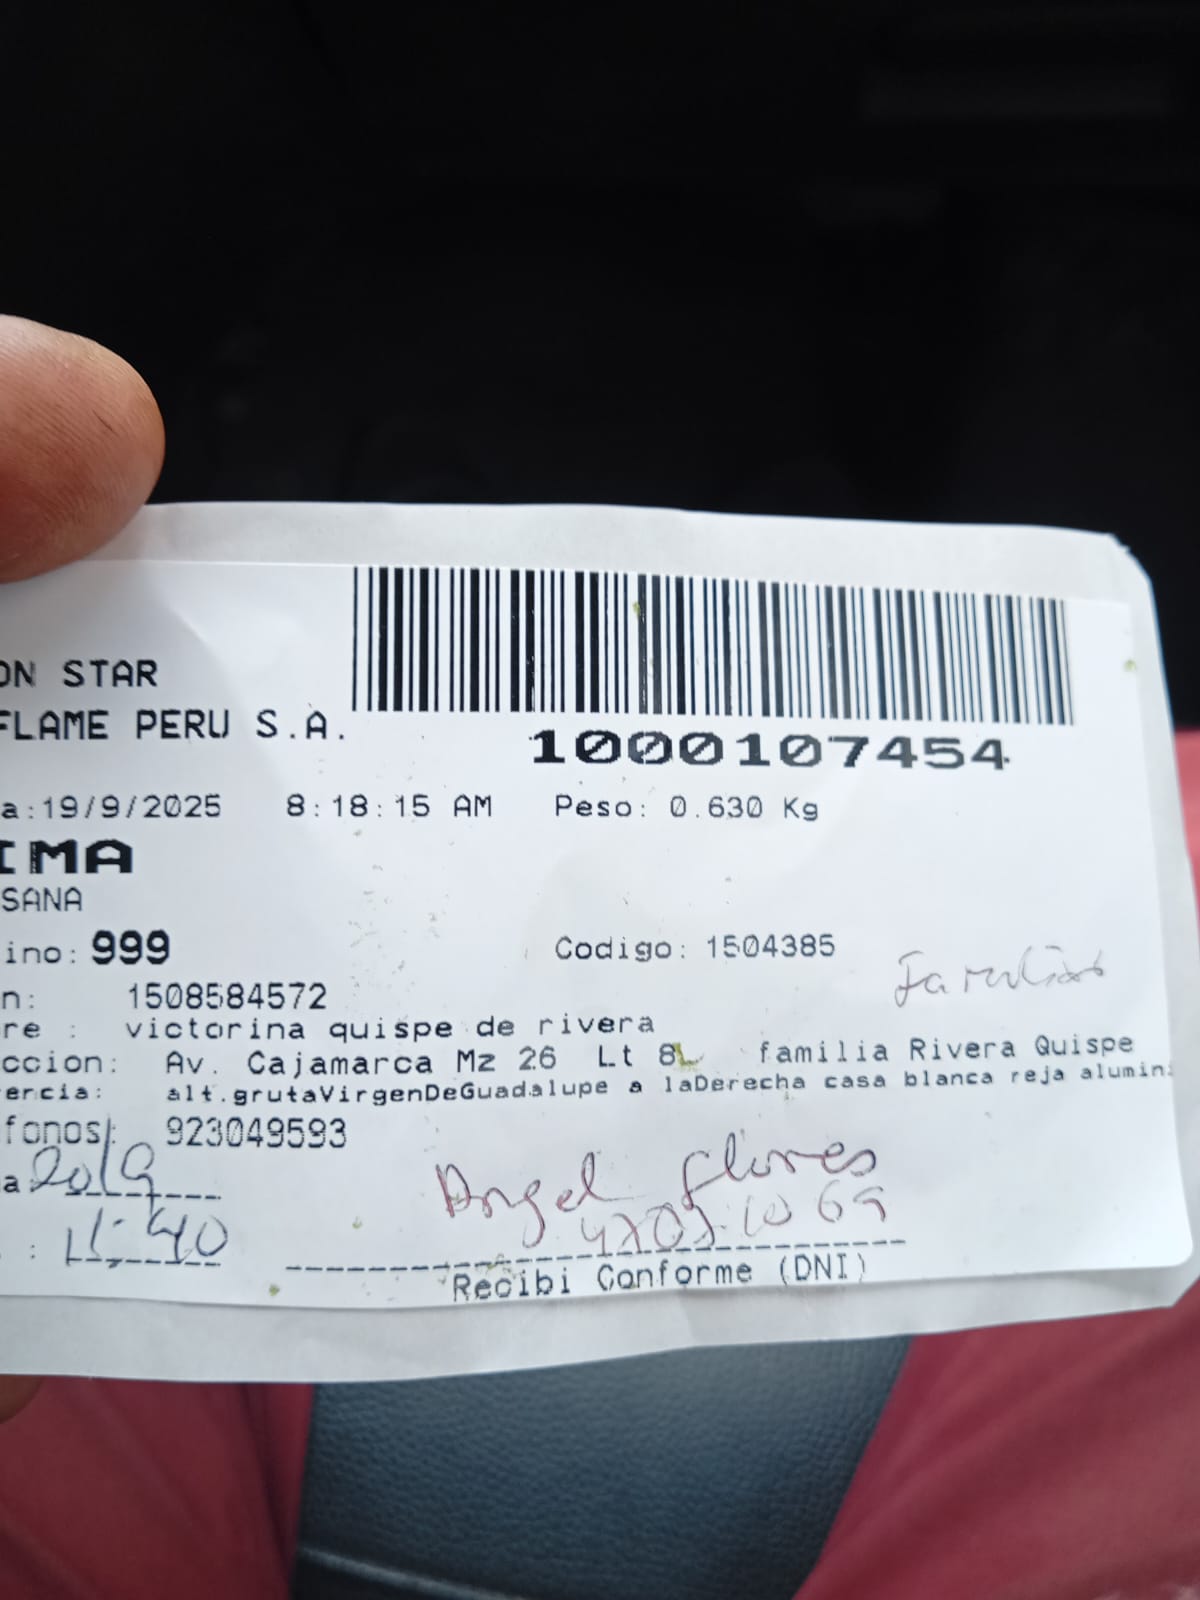 ON STAR
FLAME PERU S.A.
1000107454
a:19/9/2025 8:18:15 AM Peso: 0.630 Kg
IMA
SANA
ino: 999 Codigo: 1504385
Familiar
n: 1508584572
re : victorina quispe de rivera
ccion: Av. Cajamarca Mz 26 Lt 8 familia Rivera Quispe
encia: alt.grutaVirgenDeGuadalupe a laDerecha casa blanca reja alumin
fonos: 923049593
a 20/9
: 11:40
Angel flores
Recibi Conforme (DNI)